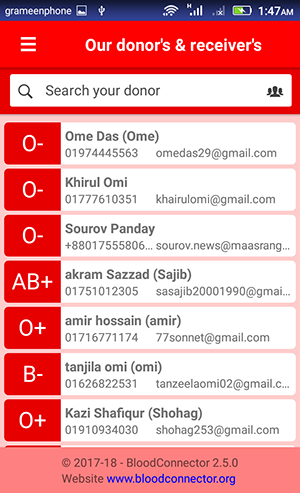 grameenphone 1:47AM
Our donor's & receiver's
Search your donor
O- Ome Das (Ome)
01974445563 omedas29@gmail.com
O- Khirul Omi
01777610351 khairulomi@gmail.com
O- Sourov Panday
+88017555806... sourov.news@maasrang...
AB+ akram Sazzad (Sajib)
01751012305 sasajib20001990@gmai...
O+ amir hossain (amir)
01716771174 77sonnet@gmail.com
B- tanjila omi (omi)
01626822531 tanzeelaomi02@gmail.c...
O+ Kazi Shafiqur (Shohag)
01910934030 shohag253@gmail.com
© 2017-18 - BloodConnector 2.5.0
Website www.bloodconnector.org